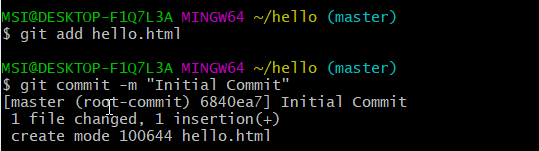 MSI@DESKTOP-F1Q7L3A MINGW64 ~/hello (master)
$ git add hello.html
MSI@DESKTOP-F1Q7L3A MINGW64 ~/hello (master)
$ git commit -m "Initial Commit"
[master (root-commit) 6840ea7] Initial Commit
1 file changed, 1 insertion(+)
create mode 100644 hello.html